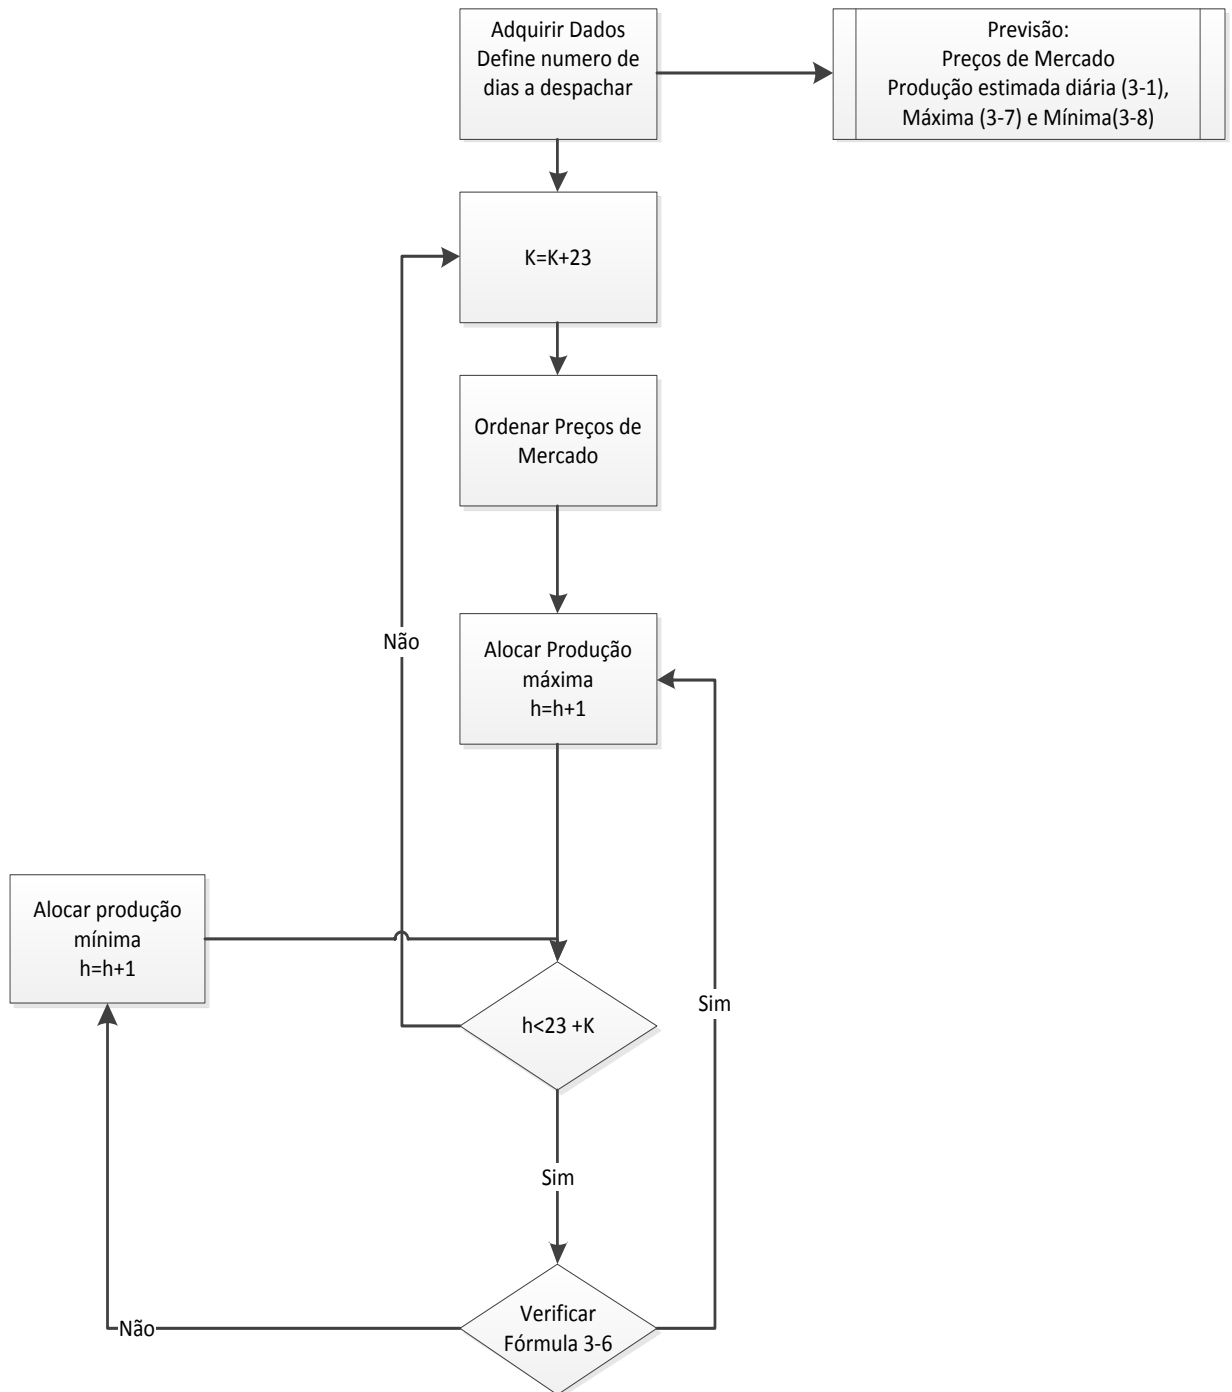 Adquirir Dados
Define numero de
dias a despachar
Previsão:
Preços de Mercado
Produção estimada diária (3-1),
Máxima (3-7) e Mínima(3-8)
K=K+23
Ordenar Preços de
Mercado
Não
Alocar Produção
máxima
h=h+1
Alocar produção
mínima
h=h+1
h<23 +K
Sim
Sim
Verificar
Fórmula 3-6
Não